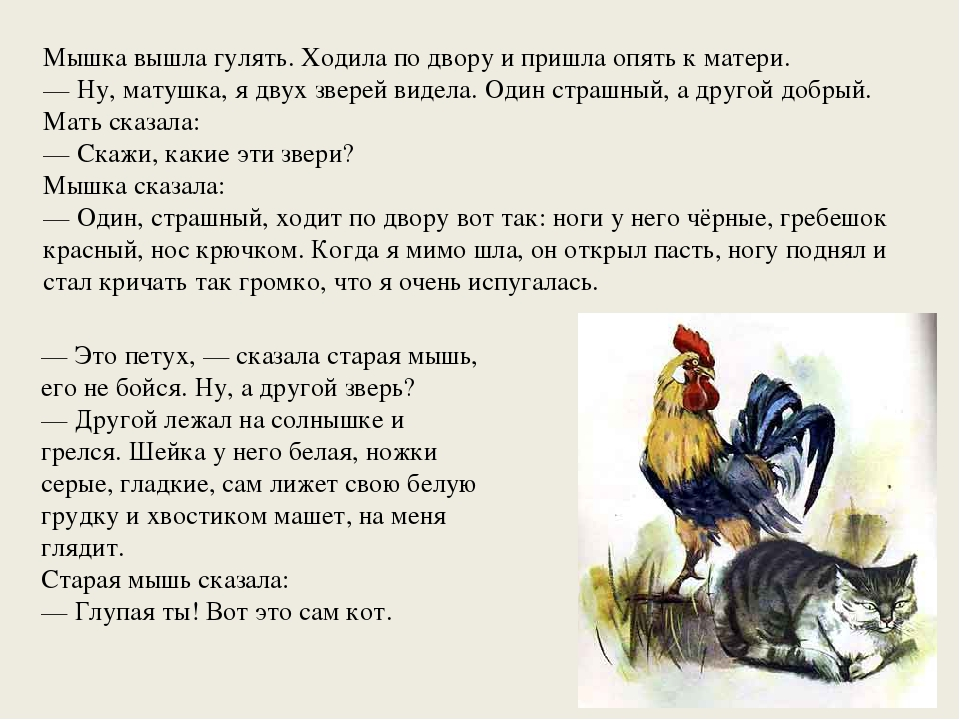 Мышка вышла гулять. Ходила по двору и пришла опять к матери.
— Ну, матушка, я двух зверей видела. Один страшный, а другой добрый.
Мать сказала:
— Скажи, какие эти звери?
Мышка сказала:
— Один, страшный, ходит по двору вот так: ноги у него чёрные, гребешок
красный, нос крючком. Когда я мимо шла, он открыл пасть, ногу поднял и
стал кричать так громко, что я очень испугалась.
— Это петух, — сказала старая мышь,
его не бойся. Ну, а другой зверь?
— Другой лежал на солнышке и
грелся. Шейка у него белая, ножки
серые, гладкие, сам лижет свою белую
грудку и хвостиком машет, на меня
глядит.
Старая мышь сказала:
— Глупая ты! Вот это сам кот.